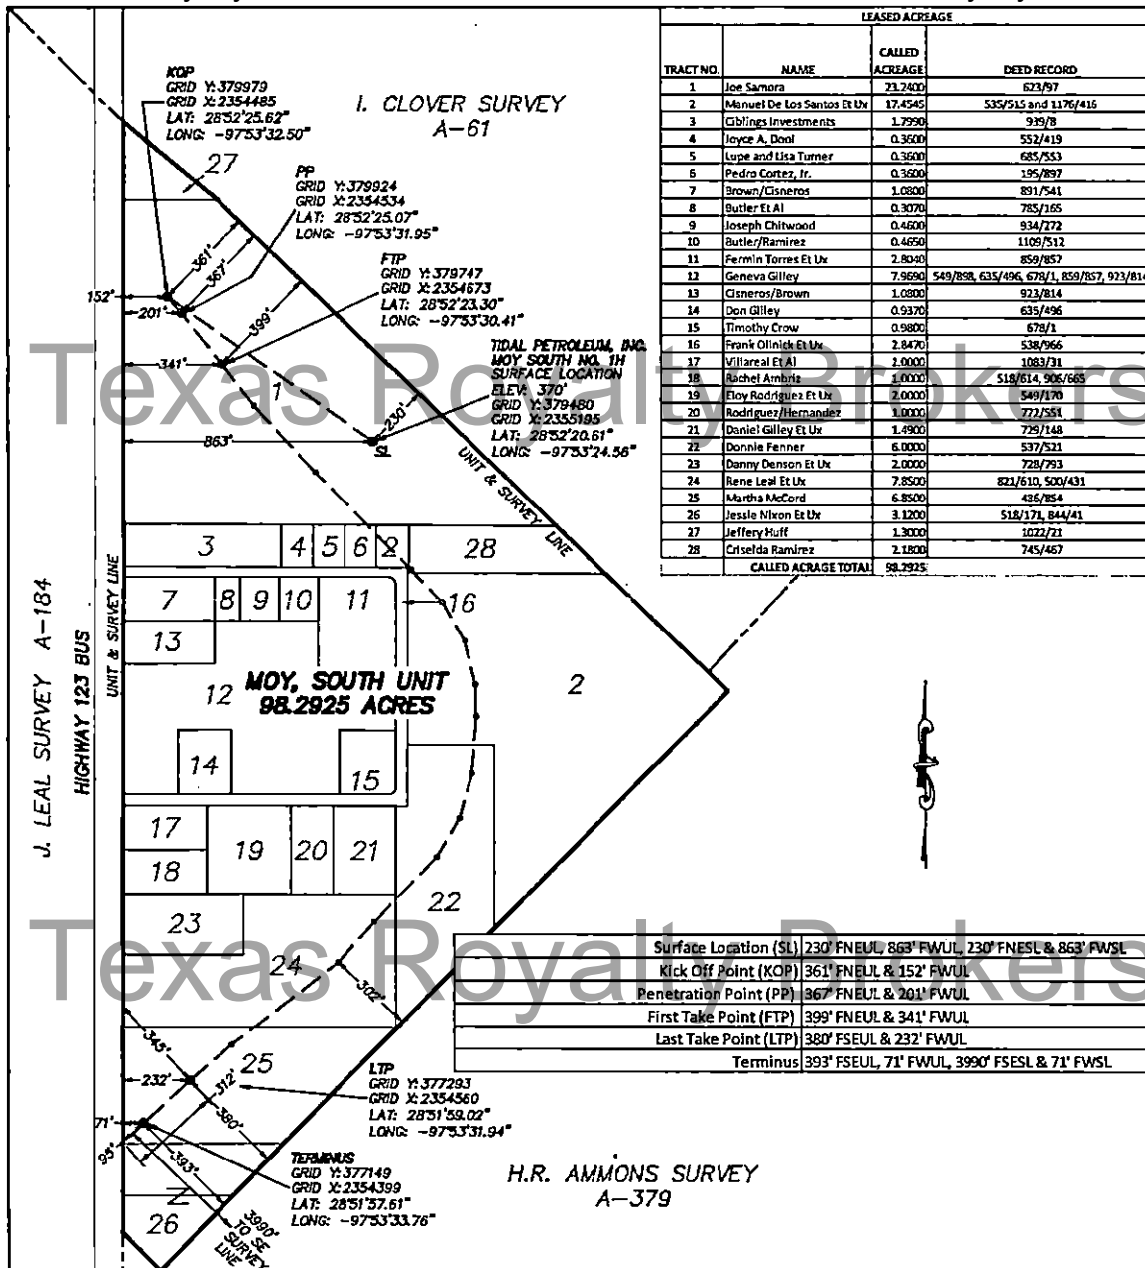 LEASED ACREAGE
TRACT NO. NAME CALLED ACREAGE DEED RECORD
1 Joe Samora 23.2400 623/97
2 Manuel De Los Santos Et Ux 17.4545 535/515 and 1176/416
3 Ciblings Investments 1.7990 939/8
4 Joyce A. Dool 0.3600 552/419
5 Lupe and Lisa Turner 0.3600 685/553
6 Pedro Cortez, Jr. 0.3600 195/897
7 Brown/Cisneros 1.0800 891/541
8 Butler Et Al 0.3070 785/165
9 Joseph Chitwood 0.4600 934/272
10 Butler/Ramirez 0.4650 1109/512
11 Fermin Torres Et Ux 2.8040 859/857
12 Geneva Gilley 7.9690 549/898, 635/496, 678/1, 859/857, 923/814
13 Cisneros/Brown 1.0800 923/814
14 Don Gilley 0.9370 635/496
15 Timothy Crow 0.9800 678/1
16 Frank Ollnick Et Ux 2.8470 538/966
17 Villareal Et Al 2.0000 1083/31
18 Rachel Ambriz 1.0000 518/614, 906/665
19 Eloy Rodriguez Et Ux 2.0000 549/170
20 Rodriguez/Hernandez 1.0000 777/551
21 Daniel Gilley Et Ux 1.4900 729/148
22 Donnie Fenner 6.0000 537/521
23 Danny Denson Et Ux 2.0000 728/793
24 Rene Leal Et Ux 7.8500 821/610, 500/431
25 Martha McCord 6.8500 436/854
26 Jessie Nixon Et Ux 3.1200 518/171, 844/41
27 Jeffery Huff 1.3000 1022/21
28 Criselda Ramirez 2.1800 745/467
CALLED ACRAGE TOTAL: 98.2925
KOP
GRID Y: 379979
GRID X: 2354485
LAT: 28°52'25.62"
LONG: -97°53'32.50"
I. CLOVER SURVEY
A-61
27
PP
GRID Y: 379924
GRID X: 2354534
LAT: 28°52'25.07"
LONG: -97°53'31.95"
361'
367'
FTP
GRID Y: 379747
GRID X: 2354673
LAT: 28°52'23.30"
LONG: -97°53'30.41"
152'
201'
399'
341'
TIDAL PETROLEUM, INC.
MOY SOUTH NO. 1H
SURFACE LOCATION
ELEV: 370'
GRID Y: 379480
GRID X: 2355195
LAT: 28°52'20.61"
LONG: -97°53'24.56"
Texas Royalty Brokers
1
230'
863'
SL
UNIT & SURVEY LINE
3 4 5 6 2 28
7 8 9 10 11 16
13
J. LEAL SURVEY A-184
HIGHWAY 123 BUS
UNIT & SURVEY LINE
12
MOY, SOUTH UNIT
98.2925 ACRES
2
14 15
17 19 20 21
18
22
23
Texas Royalty Brokers
24
302'
Surface Location (SL) 230' FNEUL, 863' FWUL, 230' FNESL & 863' FWSL
Kick Off Point (KOP) 361' FNEUL & 152' FWUL
Penetration Point (PP) 367' FNEUL & 201' FWUL
First Take Point (FTP) 399' FNEUL & 341' FWUL
Last Take Point (LTP) 380' FSEUL & 232' FWUL
Terminus 393' FSEUL, 71' FWUL, 3990' FSESL & 71' FWSL
345'
25
232'
312'
380'
LTP
GRID Y: 377293
GRID X: 2354560
LAT: 28°51'59.02"
LONG: -97°53'31.94"
71'
95'
393'
TERMINUS
GRID Y: 377149
GRID X: 2354399
LAT: 28°51'57.61"
LONG: -97°53'33.76"
H.R. AMMONS SURVEY
A-379
26
3990'
TO SE
SURVEY
LINE